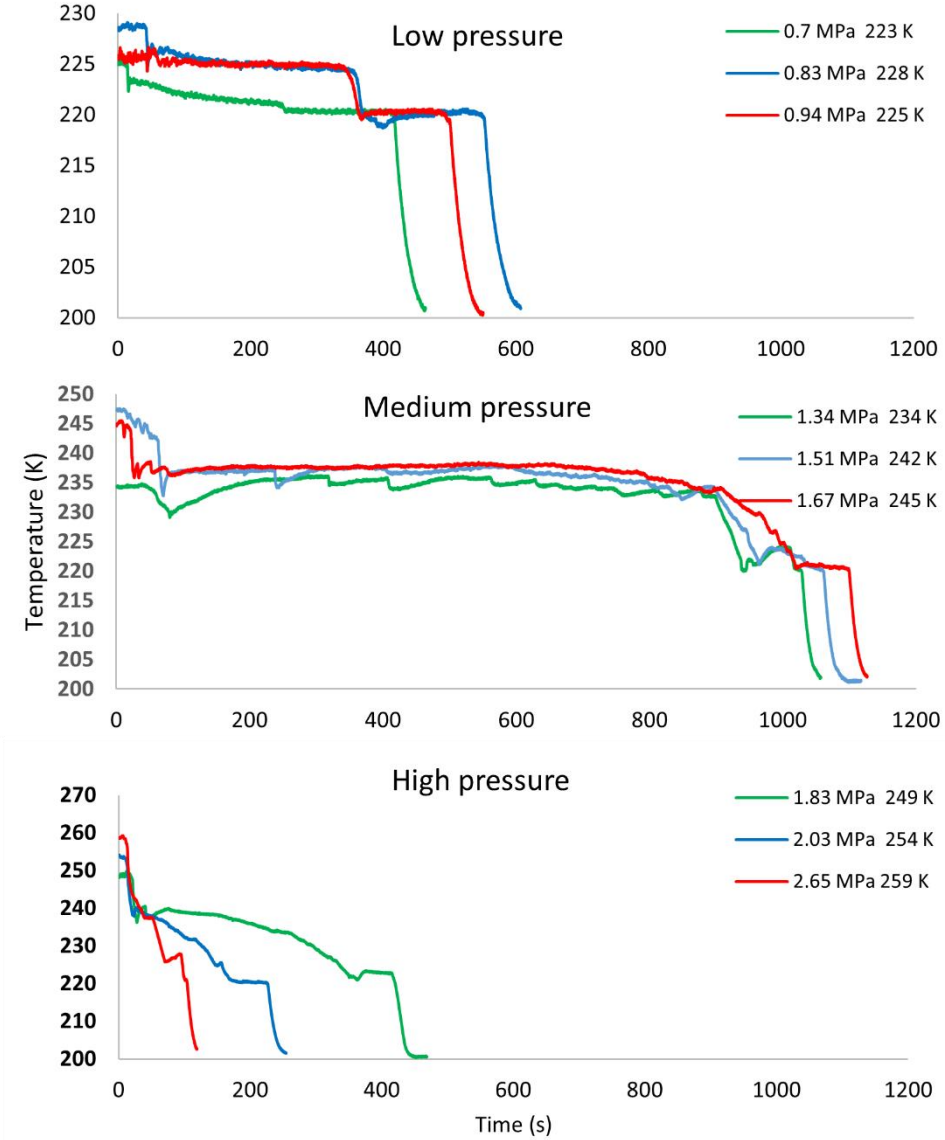 Low pressure
0.7 MPa 223 K
0.83 MPa 228 K
0.94 MPa 225 K
230
225
220
215
210
205
200
0 200 400 600 800 1000 1200
Medium pressure
1.34 MPa 234 K
1.51 MPa 242 K
1.67 MPa 245 K
250
245
240
235
230
225
220
215
210
205
200
Temperature (K)
0 200 400 600 800 1000 1200
High pressure
1.83 MPa 249 K
2.03 MPa 254 K
2.65 MPa 259 K
270
260
250
240
230
220
210
200
0 200 400 600 800 1000 1200
Time (s)